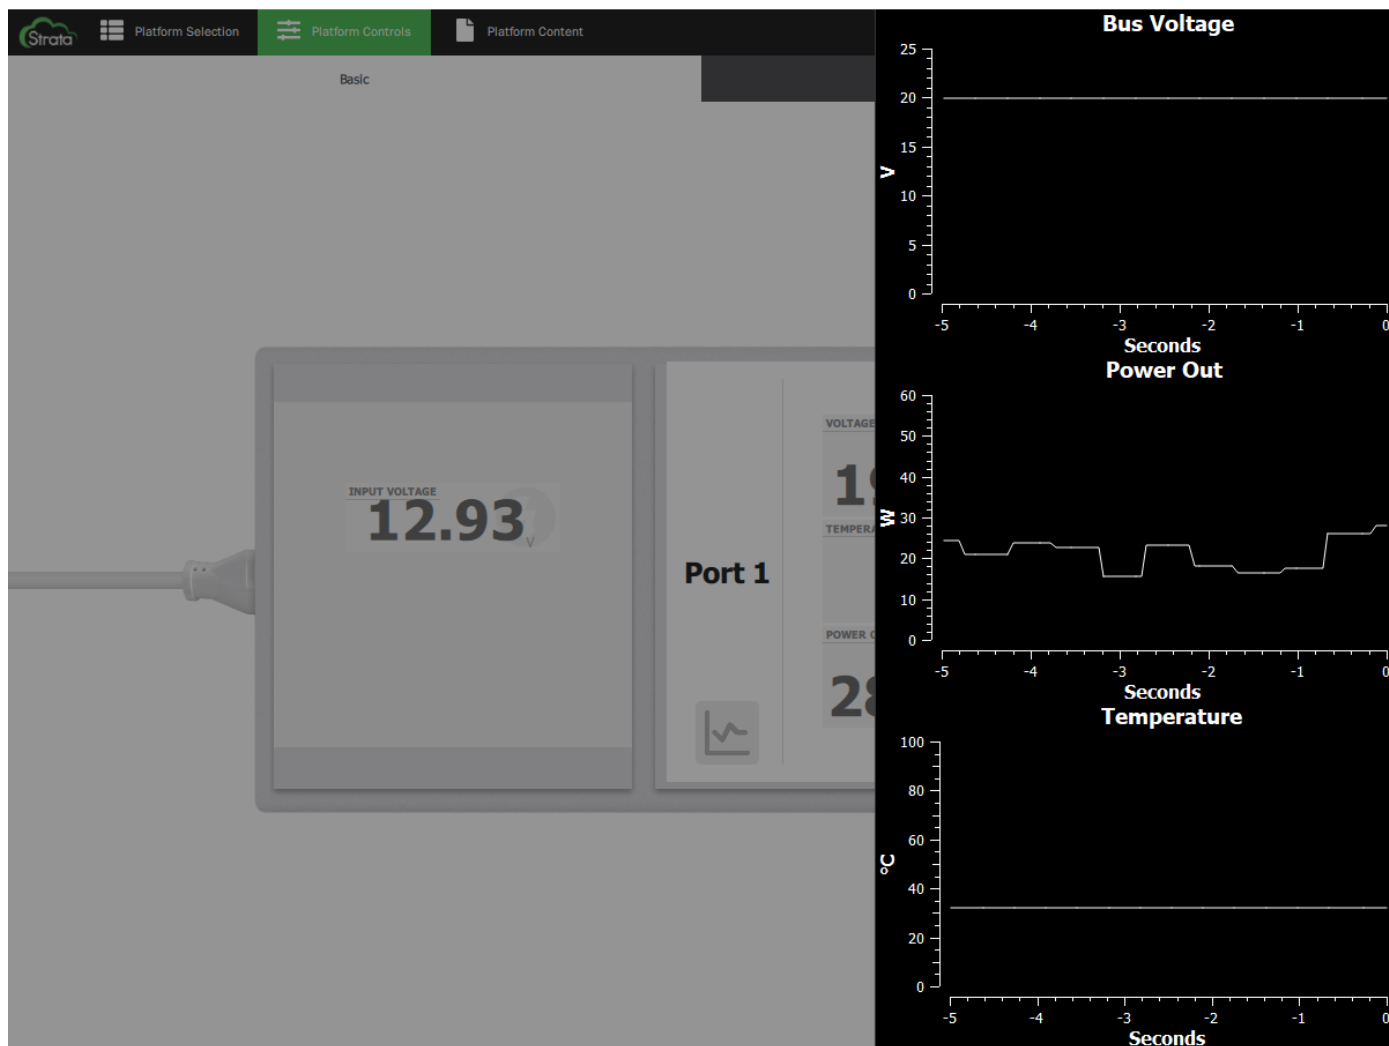 Strata
Platform Selection
Platform Controls
Platform Content
Basic
INPUT VOLTAGE
12.93
V
Port 1
VOLTAGE
19
POWER O
28
Bus Voltage
25
20
15
10
5
0
V
-5 -4 -3 -2 -1 0
Seconds
Power Out
60
50
40
30
20
10
0
W
-5 -4 -3 -2 -1 0
Seconds
Temperature
100
80
60
40
20
0
°C
-5 -4 -3 -2 -1 0
Seconds